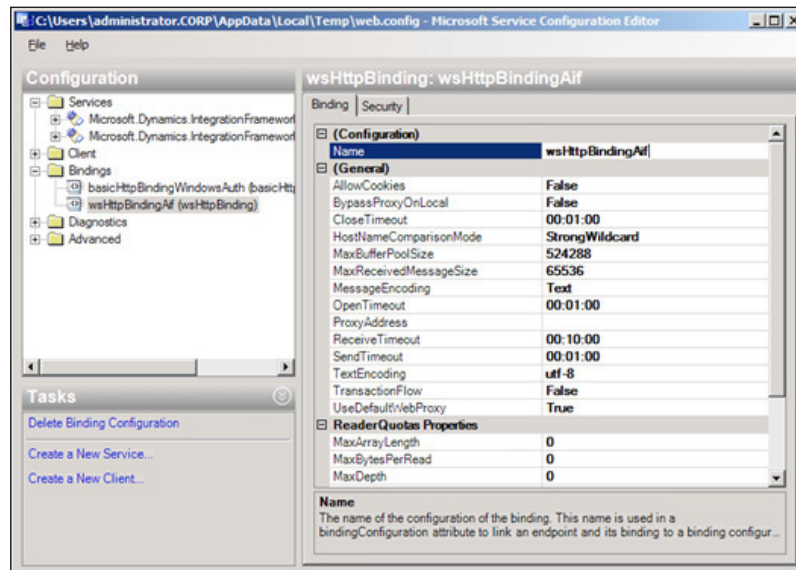 C:\Users\administrator.CORP\AppData\Local\Temp\web.config - Microsoft Service Configuration Editor
File Help
Configuration
Services
Microsoft.Dynamics.IntegrationFramewor
Microsoft.Dynamics.IntegrationFramewor
Client
Bindings
basicHttpBindingWindowsAuth (basicHttp
wsHttpBindingAif (wsHttpBinding)
Diagnostics
Advanced
Tasks
Delete Binding Configuration
Create a New Service...
Create a New Client...
wsHttpBinding: wsHttpBindingAif
Binding Security
(Configuration)
Name wsHttpBindingAif
(General)
AllowCookies False
BypassProxyOnLocal False
CloseTimeout 00:01:00
HostNameComparisonMode StrongWildcard
MaxBufferPoolSize 524288
MaxReceivedMessageSize 65536
MessageEncoding Text
OpenTimeout 00:01:00
ProxyAddress
ReceiveTimeout 00:10:00
SendTimeout 00:01:00
TextEncoding utf-8
TransactionFlow False
UseDefaultWebProxy True
ReaderQuotas Properties
MaxArrayLength 0
MaxBytesPerRead 0
MaxDepth 0
Name
The name of the configuration of the binding. This name is used in a
bindingConfiguration attribute to link an endpoint and its binding to a binding configur...